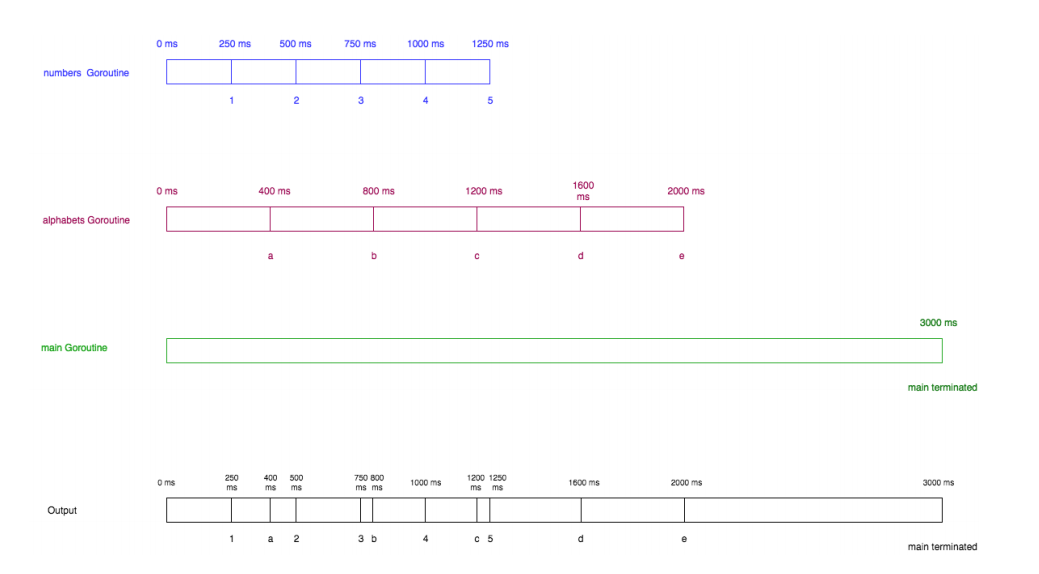 0 ms 250 ms 500 ms 750 ms 1000 ms 1250 ms
numbers Goroutine
1 2 3 4 5
0 ms 400 ms 800 ms 1200 ms 1600 ms 2000 ms
alphabets Goroutine
a b c d e
3000 ms
main Goroutine
main terminated
0 ms 250 ms 400 ms 500 ms 750 ms 800 ms 1000 ms 1200 ms 1250 ms 1600 ms 2000 ms 3000 ms
Output
1 a 2 3 b 4 c 5 d e
main terminated